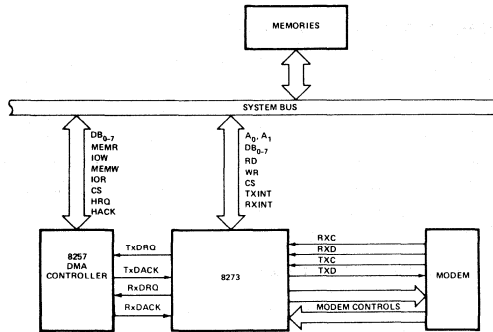 MEMORIES
SYSTEM BUS
DB0–7
MEMR
IOW
MEMW
IOR
CS
HRQ
HACK
A0, A1
DB0–7
RD
WR
CS
TXINT
RXINT
8257
DMA
CONTROLLER
TxDRQ
TxDACK
RxDRQ
RxDACK
8273
RXC
RXD
TXC
TXD
MODEM CONTROLS
MODEM